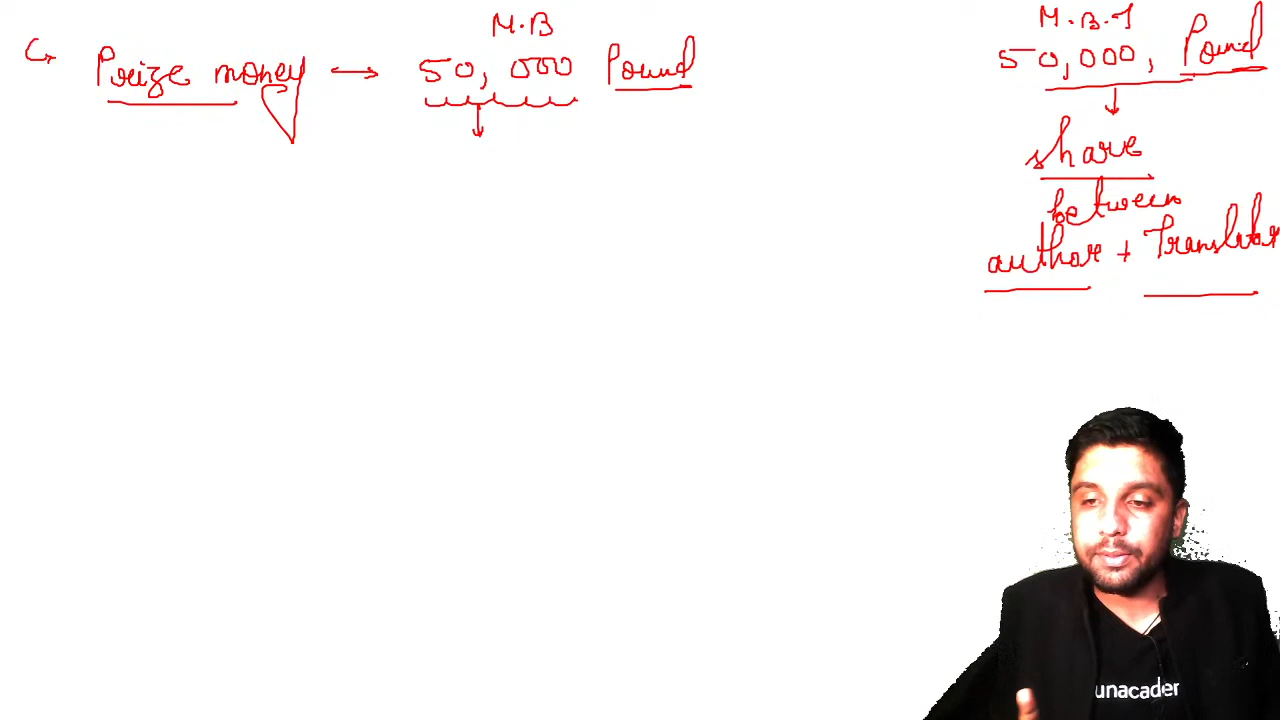 M.B
Prize money → 50,000 Pound
M.B.I
50,000, Pound
share
between
author + Translator
unacader